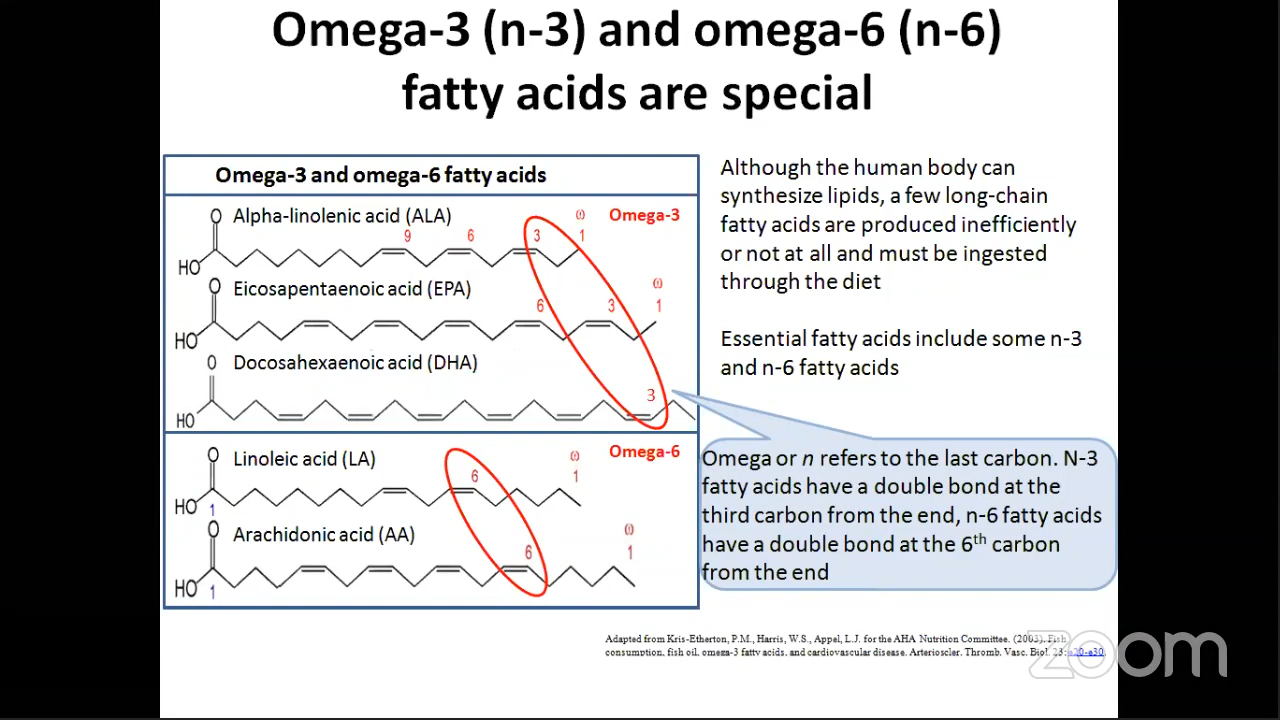 Omega-3 (n-3) and omega-6 (n-6)
fatty acids are special
Omega-3 and omega-6 fatty acids
O Alpha-linolenic acid (ALA) ω Omega-3
9 6 3 1
HO
O Eicosapentaenoic acid (EPA) ω
6 3 1
HO
O Docosahexaenoic acid (DHA)
3
HO
O Linoleic acid (LA) ω Omega-6
6 1
HO 1
O Arachidonic acid (AA) ω
6 1
HO 1
Although the human body can
synthesize lipids, a few long-chain
fatty acids are produced inefficiently
or not at all and must be ingested
through the diet
Essential fatty acids include some n-3
and n-6 fatty acids
Omega or n refers to the last carbon. N-3
fatty acids have a double bond at the
third carbon from the end, n-6 fatty acids
have a double bond at the 6th carbon
from the end
Adapted from Kris-Etherton, P.M., Harris, W.S., Appel, L.J. for the AHA Nutrition Committee. (2003). Fish
consumption, fish oil, omega-3 fatty acids, and cardiovascular disease. Arterioscler. Thromb. Vasc. Biol. 23: e20-e30.
zoom